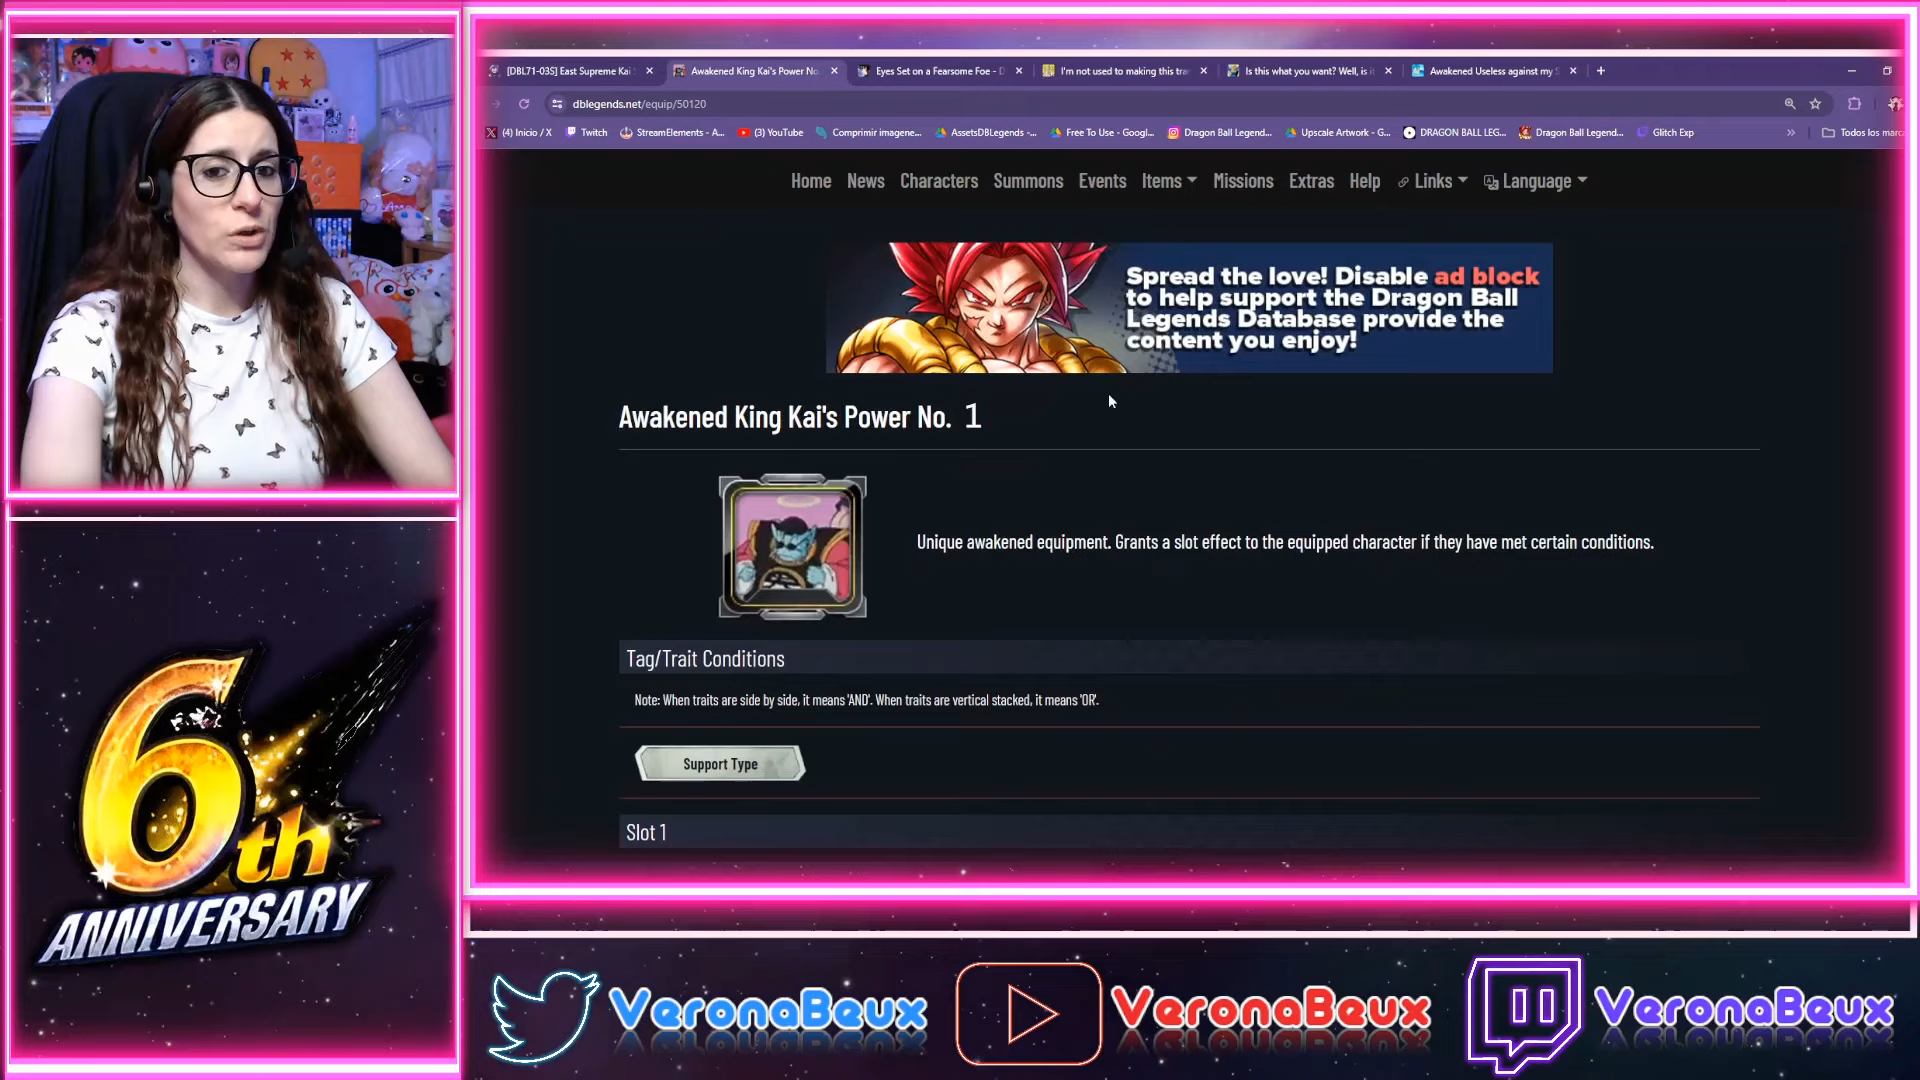 [DBL71-03S] East Supreme Kai
Awakened King Kai's Power No.
Eyes Set on a Fearsome Foe - D
I'm not used to making this tra
Is this what you want? Well, is i
Awakened Useless against my S
dblegends.net/equip/50120
(4) Inicio / X
Twitch
StreamElements - A...
(3) YouTube
Comprimir imagene...
AssetsDBLegends -...
Free To Use - Googl...
Dragon Ball Legend...
Upscale Artwork - G...
DRAGON BALL LEG...
Dragon Ball Legend...
Glitch Exp
»
Todos los marc
Home
News
Characters
Summons
Events
Items
Missions
Extras
Help
Links
Language
Spread the love! Disable ad block
to help support the Dragon Ball
Legends Database provide the
content you enjoy!
Awakened King Kai's Power No. 1
Unique awakened equipment. Grants a slot effect to the equipped character if they have met certain conditions.
Tag/Trait Conditions
Note: When traits are side by side, it means 'AND'. When traits are vertical stacked, it means 'OR'.
Support Type
Slot 1
6th
ANNIVERSARY
VeronaBeux
VeronaBeux
VeronaBeux